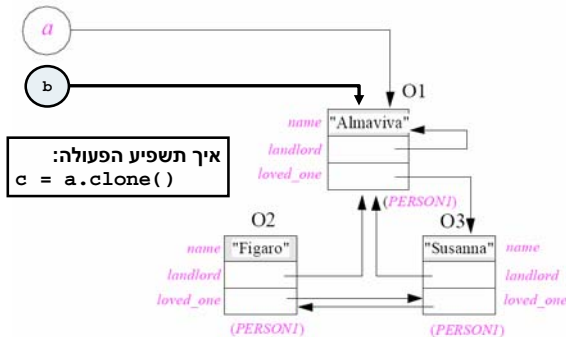 a
b
O1
name "Almaviva"
landlord
loved_one
(PERSON1)
איך תשפיע הפעולה:
c = a.clone()
O2
O3
name "Figaro"
"Susanna" name
landlord
landlord
loved_one
loved_one
(PERSON1)
(PERSON1)